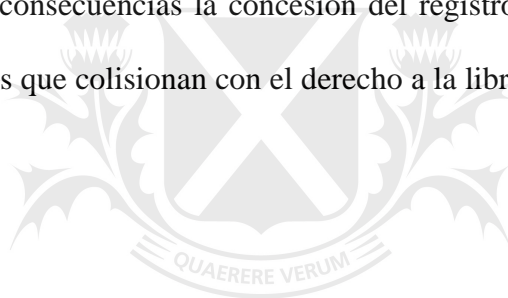 consecuencias la concesión del registro
s que colisionan con el derecho a la libr
QUAERERE VERUM